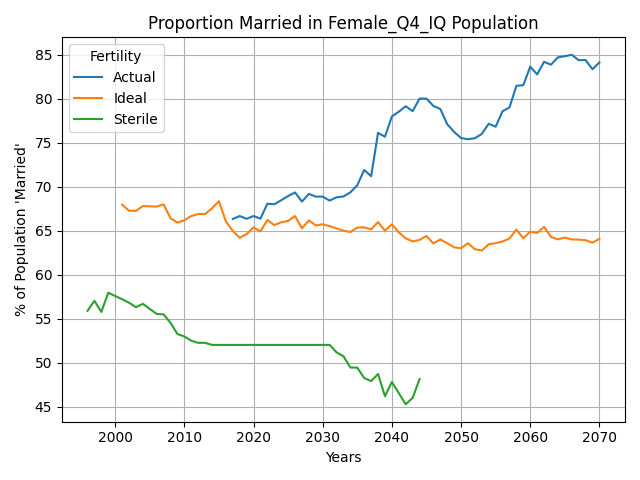 Proportion Married in Female_Q4_IQ Population
% of Population 'Married'
85
80
75
70
65
60
55
50
45
Fertility
Actual
Ideal
Sterile
2000 2010 2020 2030 2040 2050 2060 2070
Years